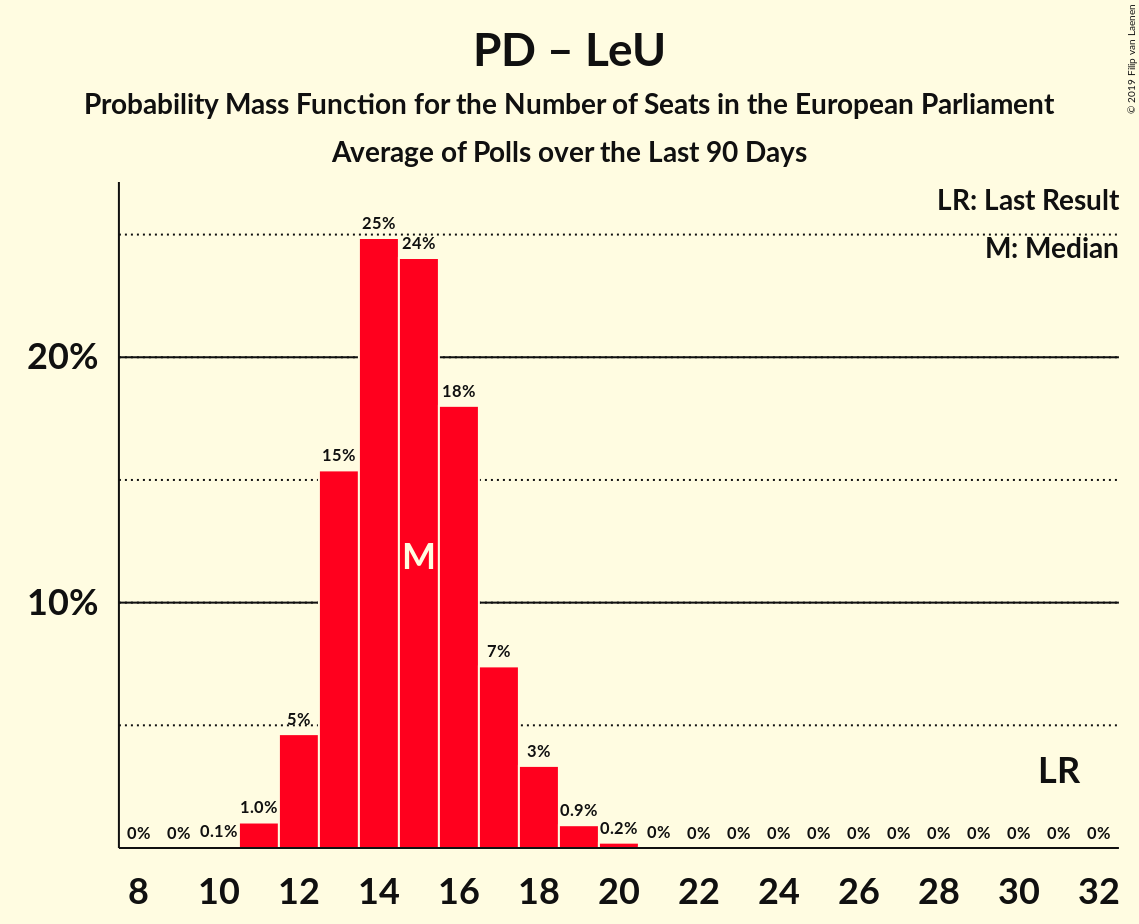 PD – LeU
Probability Mass Function for the Number of Seats in the European Parliament
Average of Polls over the Last 90 Days
© 2019 Filip van Laenen
LR: Last Result
M: Median
25%
24%
20%
18%
15%
M
10%
7%
5%
3%
LR
0% 0% 0.1% 1.0% 0.9% 0.2% 0% 0% 0% 0% 0% 0% 0% 0% 0% 0% 0% 0%
8 10 12 14 16 18 20 22 24 26 28 30 32